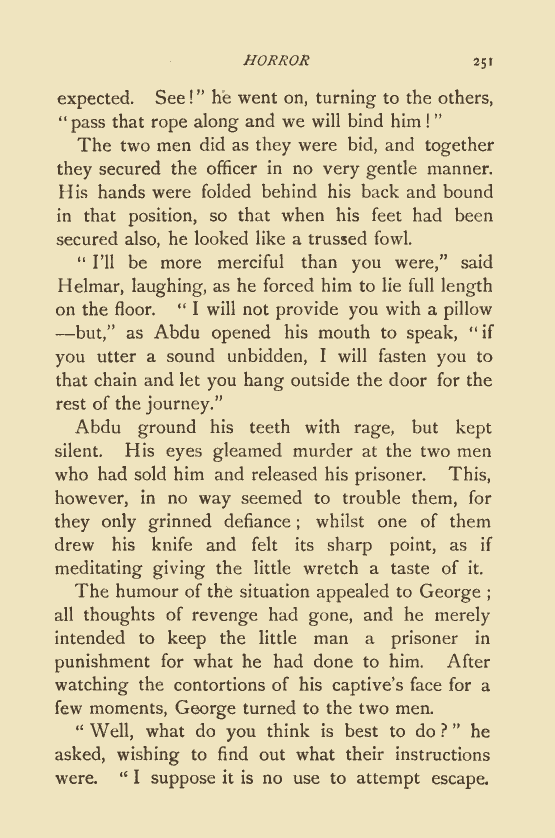 HORROR 251
expected. See!” he went on, turning to the others,
“pass that rope along and we will bind him!”
The two men did as they were bid, and together
they secured the officer in no very gentle manner.
His hands were folded behind his back and bound
in that position, so that when his feet had been
secured also, he looked like a trussed fowl.
“I’ll be more merciful than you were,” said
Helmar, laughing, as he forced him to lie full length
on the floor. “I will not provide you with a pillow
—but,” as Abdu opened his mouth to speak, “if
you utter a sound unbidden, I will fasten you to
that chain and let you hang outside the door for the
rest of the journey.”
Abdu ground his teeth with rage, but kept
silent. His eyes gleamed murder at the two men
who had sold him and released his prisoner. This,
however, in no way seemed to trouble them, for
they only grinned defiance; whilst one of them
drew his knife and felt its sharp point, as if
meditating giving the little wretch a taste of it.
The humour of the situation appealed to George;
all thoughts of revenge had gone, and he merely
intended to keep the little man a prisoner in
punishment for what he had done to him. After
watching the contortions of his captive’s face for a
few moments, George turned to the two men.
“Well, what do you think is best to do?” he
asked, wishing to find out what their instructions
were. “I suppose it is no use to attempt escape.